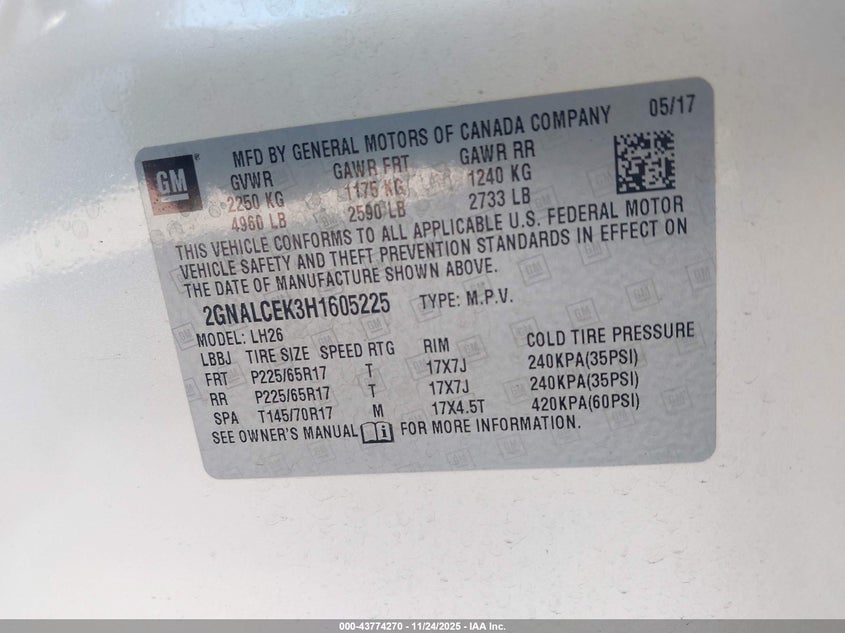 GM ®
MFD BY GENERAL MOTORS OF CANADA COMPANY 05/17
GVWR GAWR FRT GAWR RR
2250 KG 1175 KG 1240 KG
4960 LB 2590 LB 2733 LB
THIS VEHICLE CONFORMS TO ALL APPLICABLE U.S. FEDERAL MOTOR
VEHICLE SAFETY AND THEFT PREVENTION STANDARDS IN EFFECT ON
THE DATE OF MANUFACTURE SHOWN ABOVE.
2GNALCEK3H1605225 TYPE: M.P.V.
MODEL: LH26
LBBJ TIRE SIZE SPEED RTG RIM COLD TIRE PRESSURE
FRT P225/65R17 T 17X7J 240KPA(35PSI)
RR P225/65R17 T 17X7J 240KPA(35PSI)
SPA T145/70R17 M 17X4.5T 420KPA(60PSI)
SEE OWNER'S MANUAL FOR MORE INFORMATION.
000-43774270 - 11/24/2025 - IAA Inc.